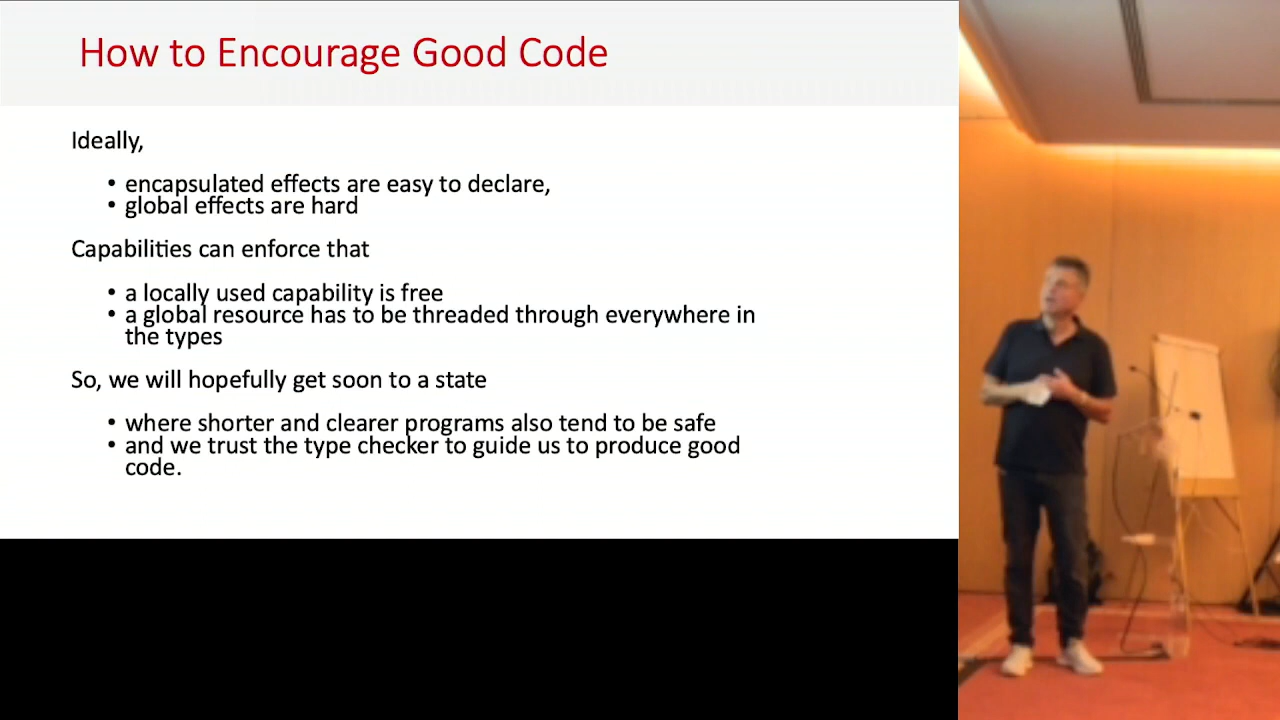 How to Encourage Good Code
Ideally,
• encapsulated effects are easy to declare,
• global effects are hard
Capabilities can enforce that
• a locally used capability is free
• a global resource has to be threaded through everywhere in
the types
So, we will hopefully get soon to a state
• where shorter and clearer programs also tend to be safe
• and we trust the type checker to guide us to produce good
code.